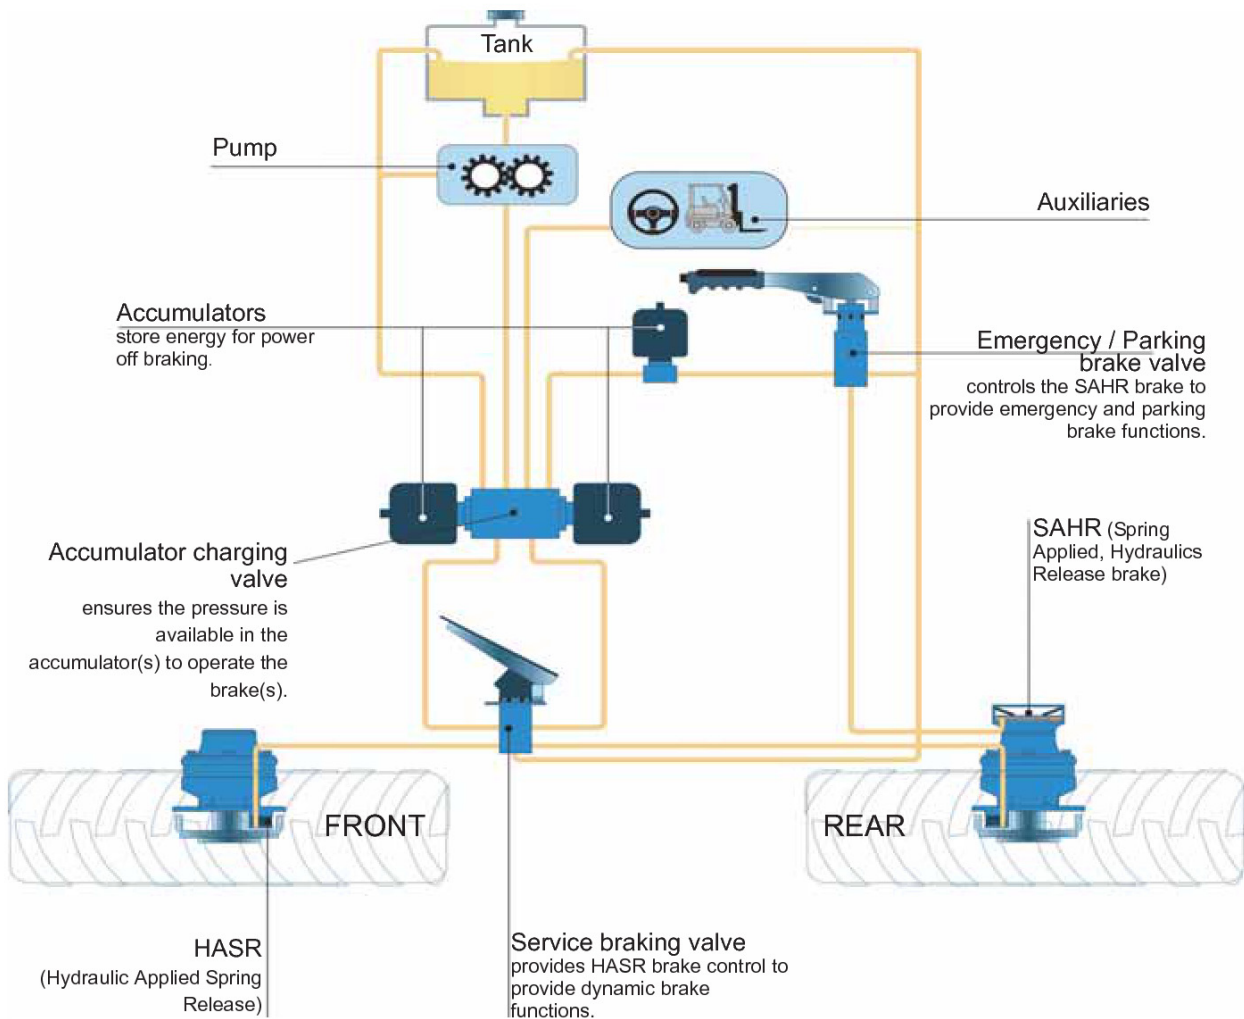 Tank
Pump
Auxiliaries
Accumulators
store energy for power
off braking.
Emergency / Parking
brake valve
controls the SAHR brake to
provide emergency and parking
brake functions.
SAHR (Spring
Applied, Hydraulics
Release brake)
Accumulator charging
valve
ensures the pressure is
available in the
accumulator(s) to operate the
brake(s).
FRONT
REAR
HASR
(Hydraulic Applied Spring
Release)
Service braking valve
provides HASR brake control to
provide dynamic brake
functions.